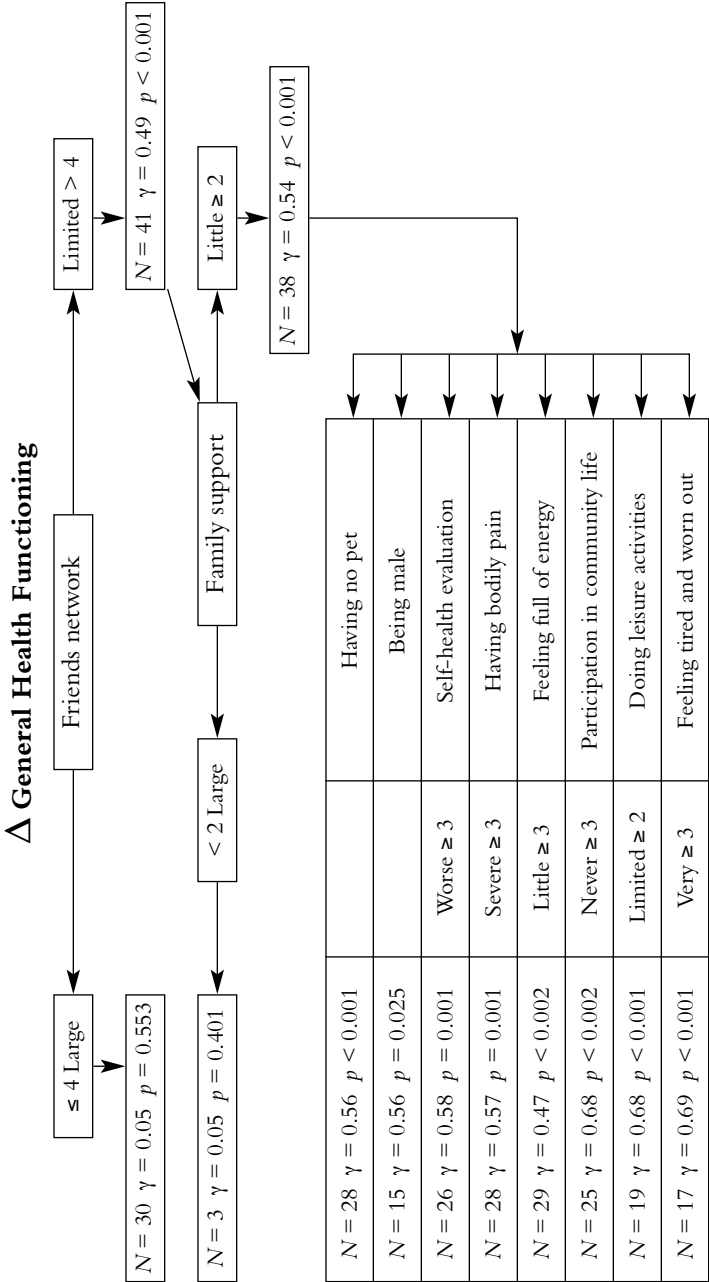 Δ General Health Functioning
Friends network
≤ 4 Large
Limited > 4
N = 30 γ = 0.05 p = 0.553
N = 41 γ = 0.49 p < 0.001
Family support
< 2 Large
Little ≥ 2
N = 3 γ = 0.05 p = 0.401
N = 38 γ = 0.54 p < 0.001
N = 28 γ = 0.56 p < 0.001 Having no pet
N = 15 γ = 0.56 p = 0.025 Being male
N = 26 γ = 0.58 p = 0.001 Worse ≥ 3 Self-health evaluation
N = 28 γ = 0.57 p = 0.001 Severe ≥ 3 Having bodily pain
N = 29 γ = 0.47 p < 0.002 Little ≥ 3 Feeling full of energy
N = 25 γ = 0.68 p < 0.002 Never ≥ 3 Participation in community life
N = 19 γ = 0.68 p < 0.001 Limited ≥ 2 Doing leisure activities
N = 17 γ = 0.69 p < 0.001 Very ≥ 3 Feeling tired and worn out